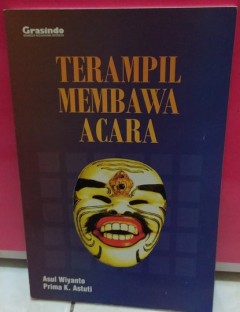 Grasindo
TERAMPIL
MEMBAWA
ACARA
Asul Wiyanto
Prima K. Astuti